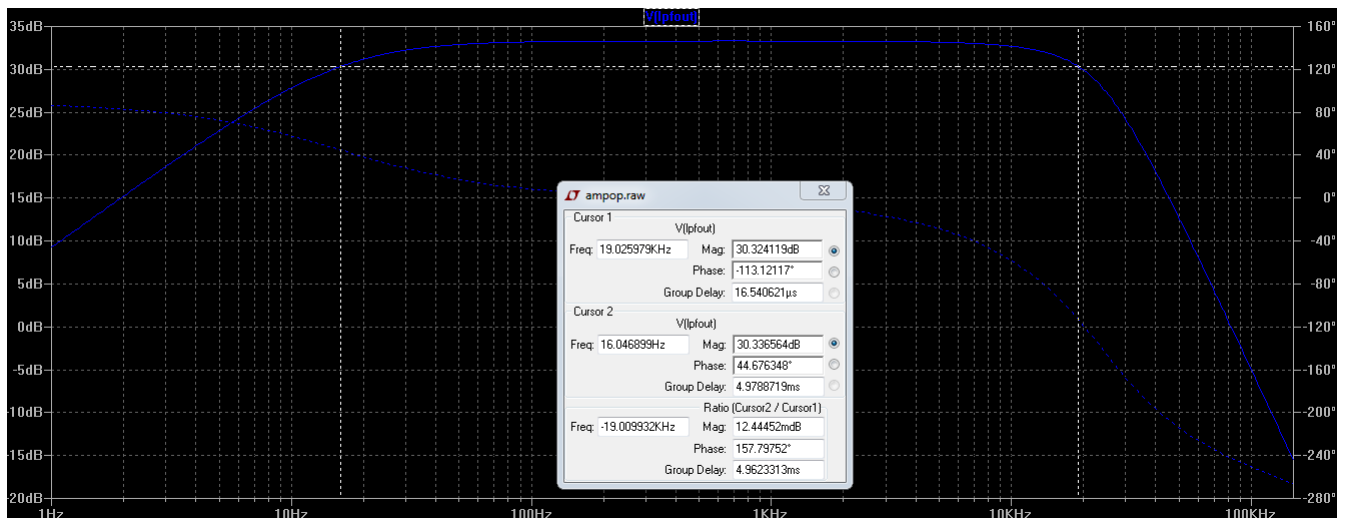 V(lpfout)
35dB 160°
30dB 120°
25dB 80°
20dB 40°
15dB 0°
10dB -40°
5dB -80°
0dB -120°
-5dB -160°
-10dB -200°
-15dB -240°
-20dB -280°
1Hz 10Hz 100Hz 1KHz 10KHz 100KHz
ampop.raw
Cursor 1
V(lpfout)
Freq: 19.025979KHz Mag: 30.324119dB
Phase: -113.12117°
Group Delay: 16.540621µs
Cursor 2
V(lpfout)
Freq: 16.046899Hz Mag: 30.336564dB
Phase: 44.676348°
Group Delay: 4.9788719ms
Ratio (Cursor2 / Cursor1)
Freq: -19.009932KHz Mag: 12.44452mdB
Phase: 157.79752°
Group Delay: 4.9623313ms